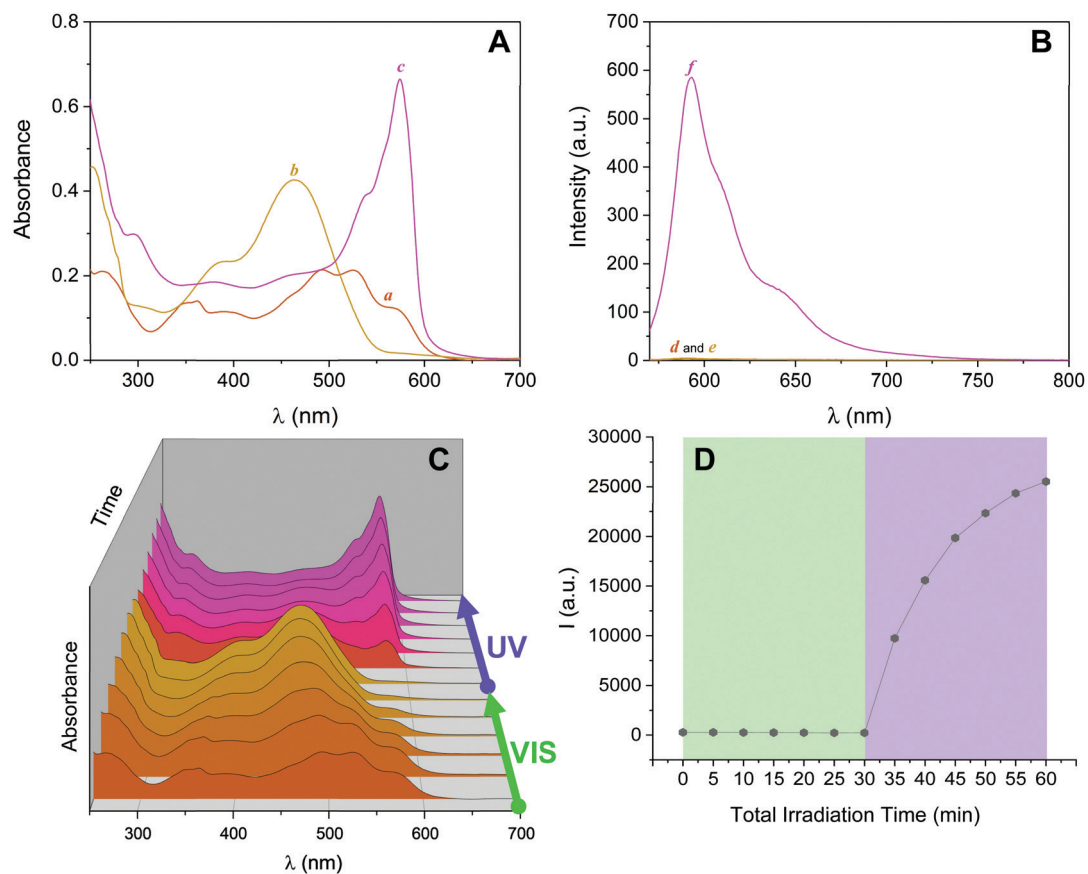 A
0.8
0.6
0.4
0.2
0.0
Absorbance
a
b
c
300 400 500 600 700
λ (nm)
B
700
600
500
400
300
200
100
0
Intensity (a.u.)
f
d and e
600 650 700 750 800
λ (nm)
C
Time
Absorbance
UV
VIS
300 400 500 600 700
λ (nm)
D
30000
25000
20000
15000
10000
5000
0
I (a.u.)
0 5 10 15 20 25 30 35 40 45 50 55 60
Total Irradiation Time (min)